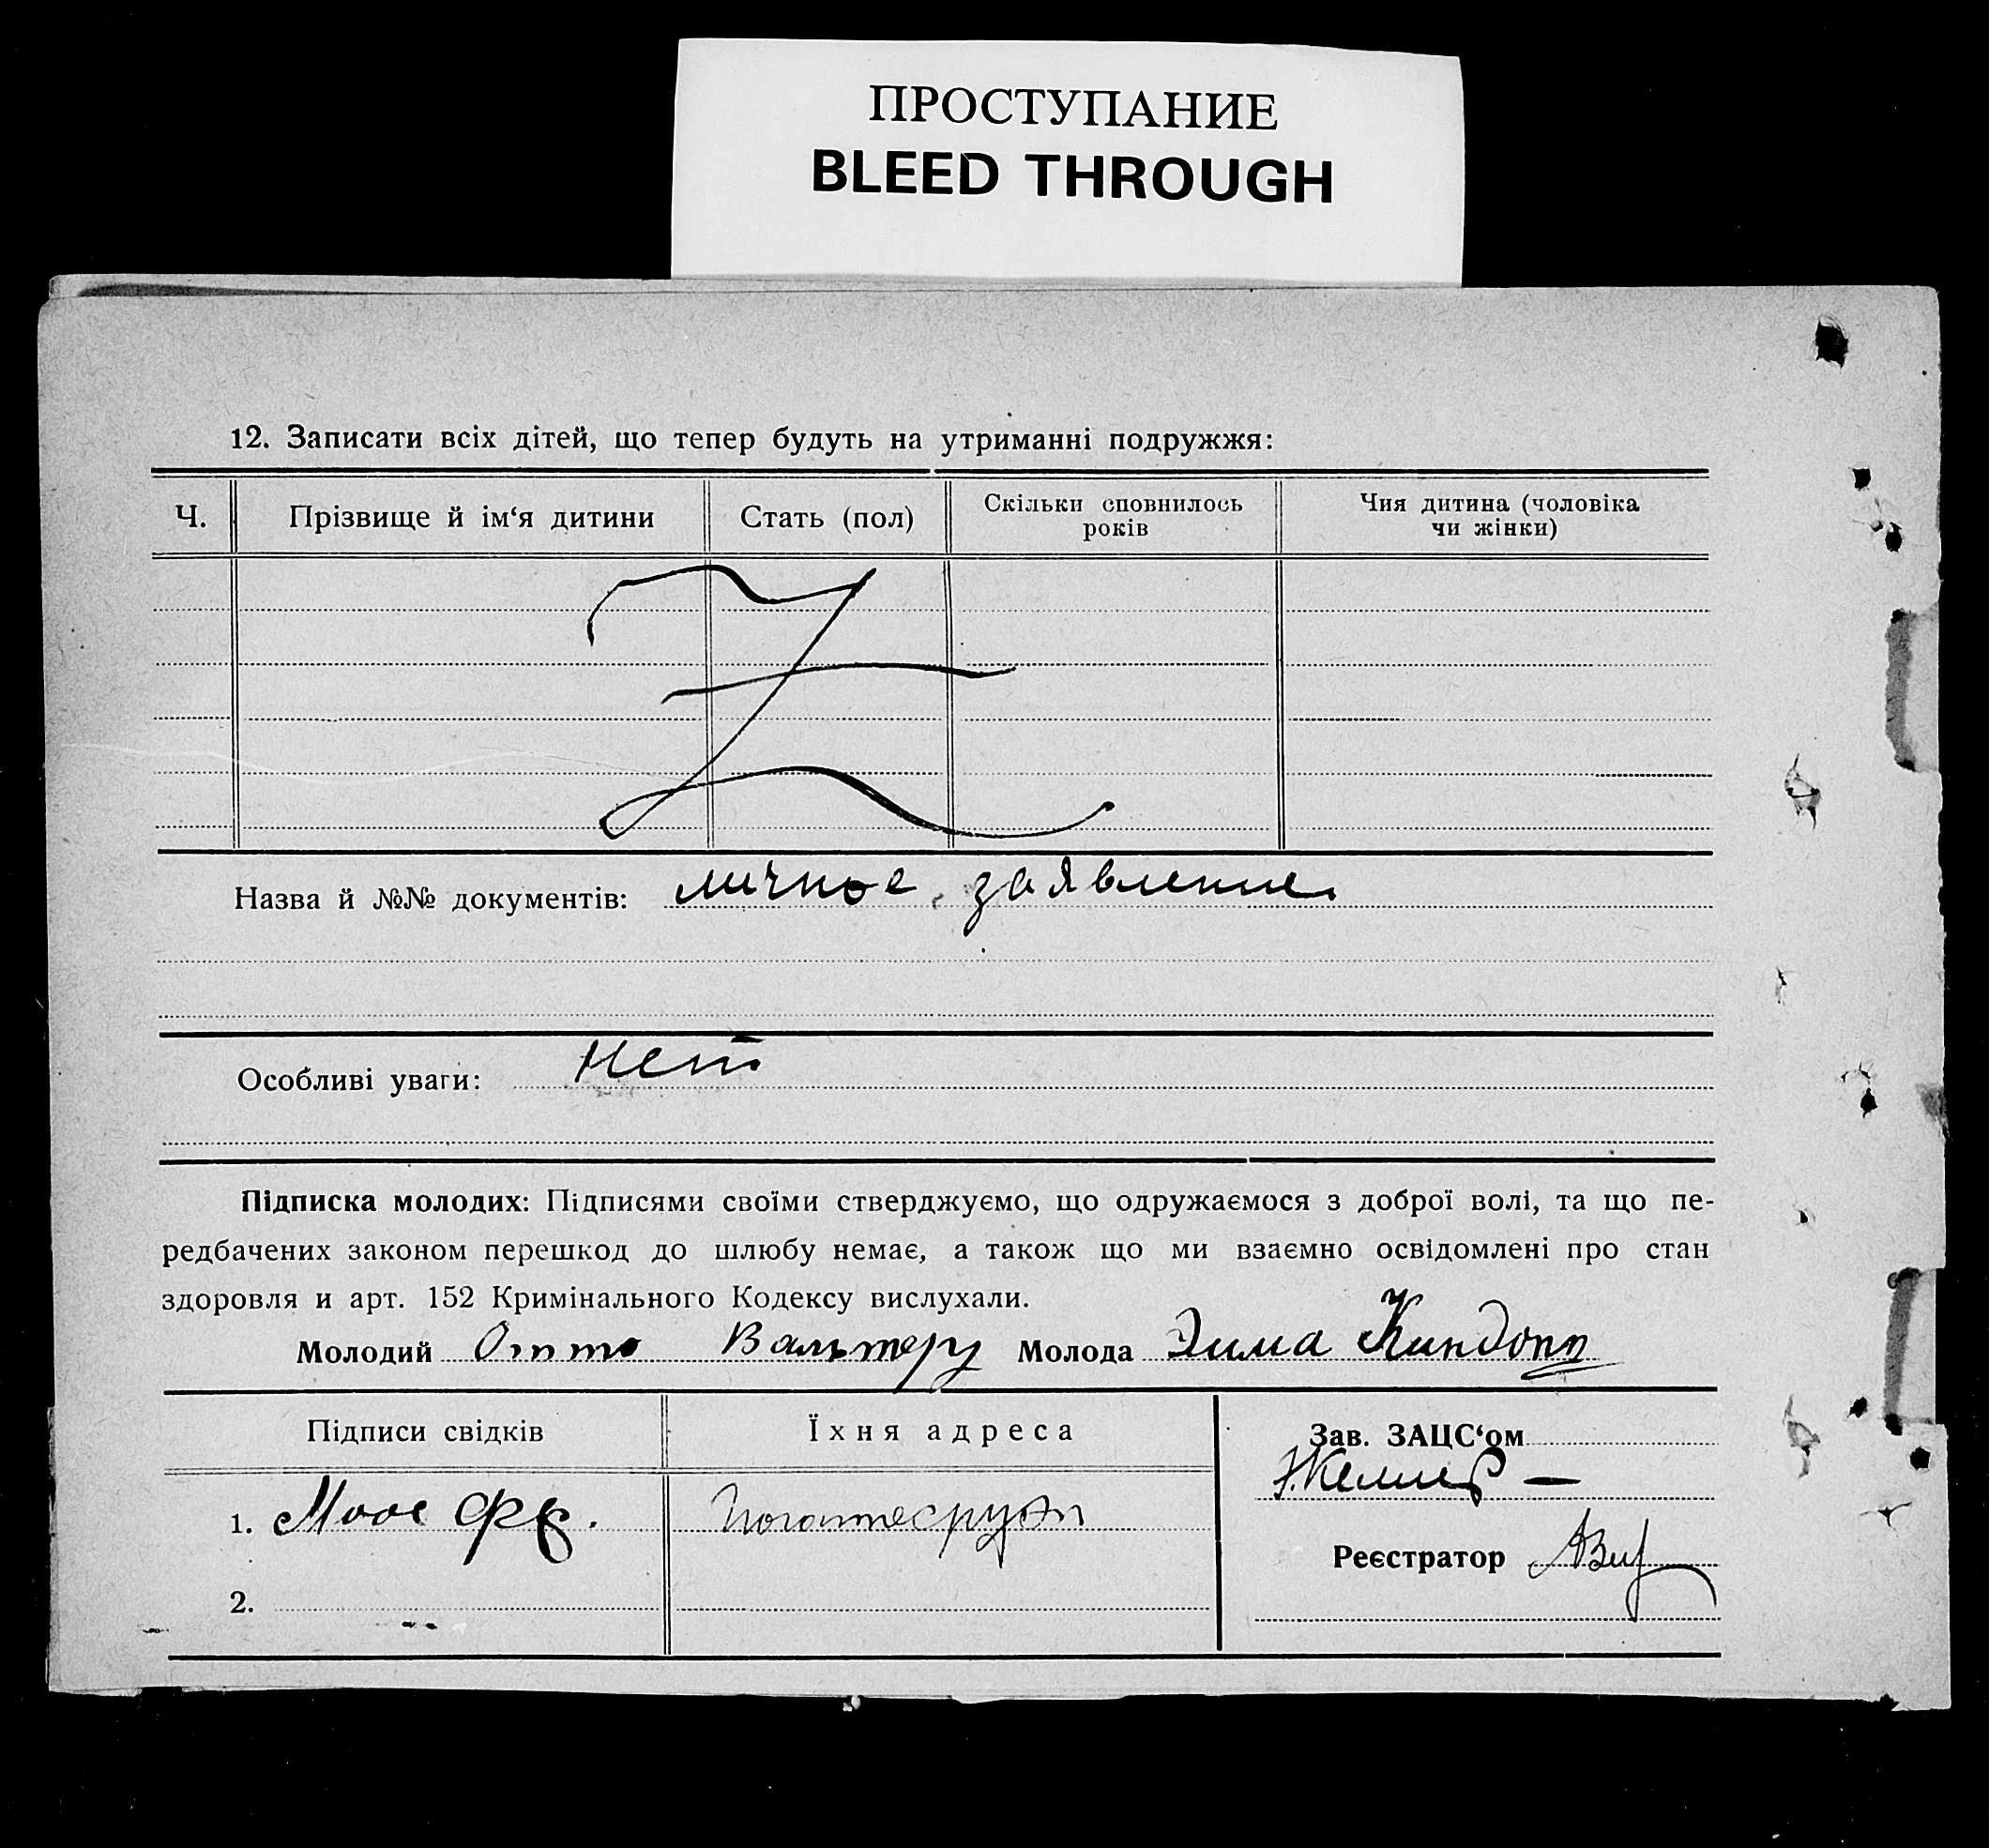 ПРОСТУПАНИЕ
BLEED THROUGH
12. Записати всіх дітей, що тепер будуть на утриманні подружжя:
Ч. Прізвище й ім‘я дитини Стать (пол) Скільки сповнилось років Чия дитина (чоловіка чи жінки)
Назва й №№ документів: личное заявление
Особливі уваги: нет
Підписка молодих: Підписями своїми стверджуємо, що одружаємося з доброї волі, та що пе-
редбачених законом перешкод до шлюбу немає, а також що ми взаємно освідомлені про стан
здоровля и арт. 152 Кримінального Кодексу вислухали.
Молодий Отто Вальтер Молода Эима Киндопп
Підписи свідків Їхня адреса Зав. ЗАЦС‘ом
1. Моос
Реєстратор
2.